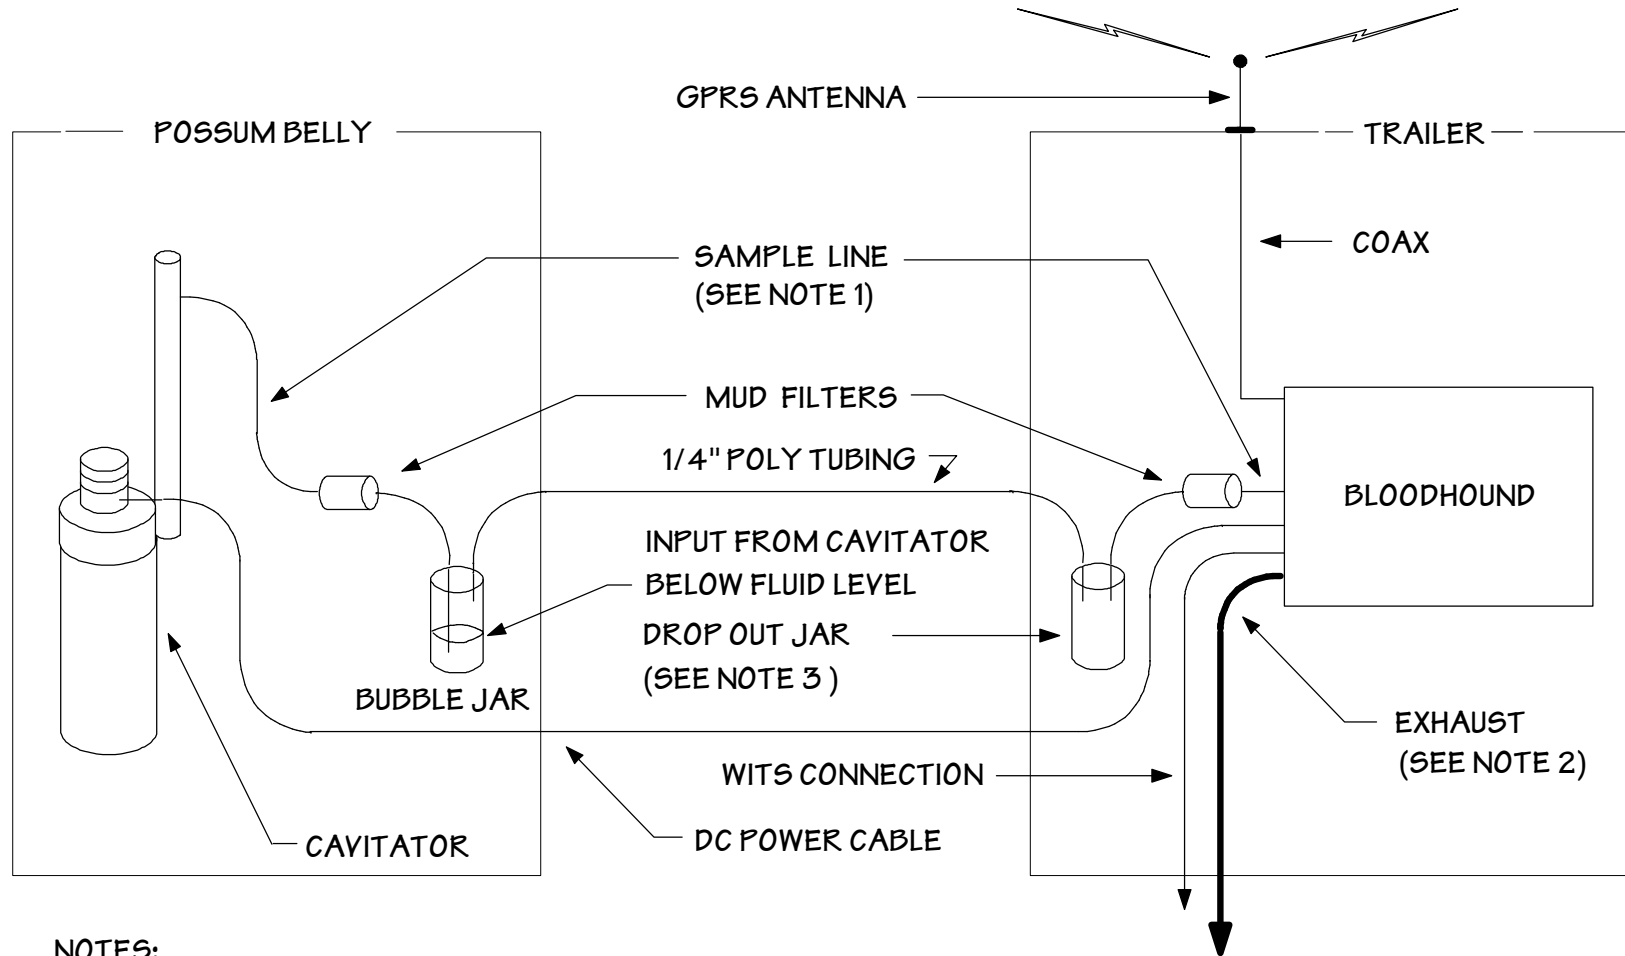 GPRS ANTENNA
POSSUM BELLY
TRAILER
COAX
SAMPLE LINE
(SEE NOTE 1)
MUD FILTERS
1/4" POLY TUBING
BLOODHOUND
INPUT FROM CAVITATOR
BELOW FLUID LEVEL
DROP OUT JAR
(SEE NOTE 3 )
BUBBLE JAR
EXHAUST
(SEE NOTE 2)
WITS CONNECTION
DC POWER CABLE
CAVITATOR
NOTES: